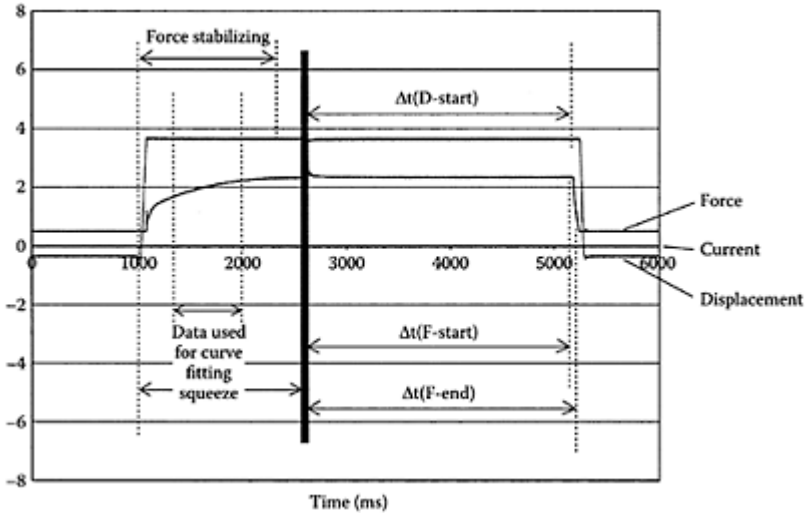 8
Force stabilizing
6
Δt(D-start)
4
2
Force
0
Current
0
1000
2000
3000
4000
5000
6000
Displacement
−2
Data used
for curve
fitting
squeeze
Δt(F-start)
−4
Δt(F-end)
−6
−8
Time (ms)